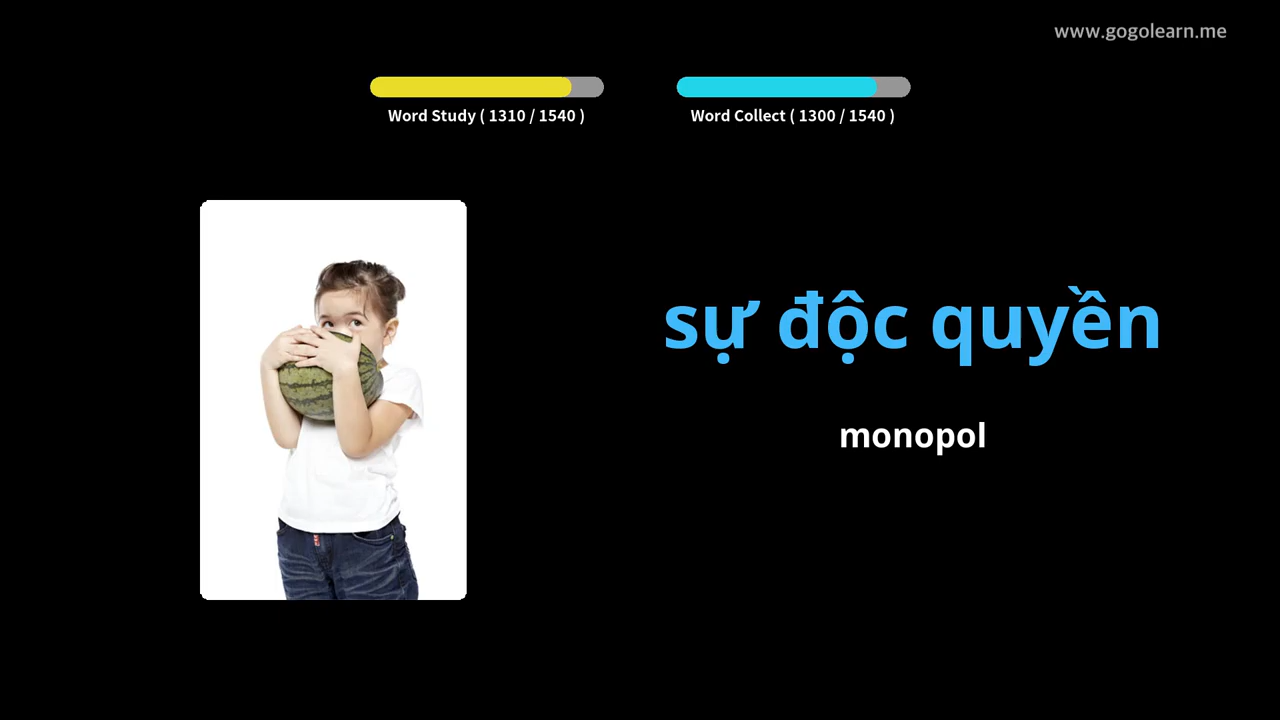 www.gogolearn.me
Word Study ( 1310 / 1540 )
Word Collect ( 1300 / 1540 )
sự độc quyền
monopol